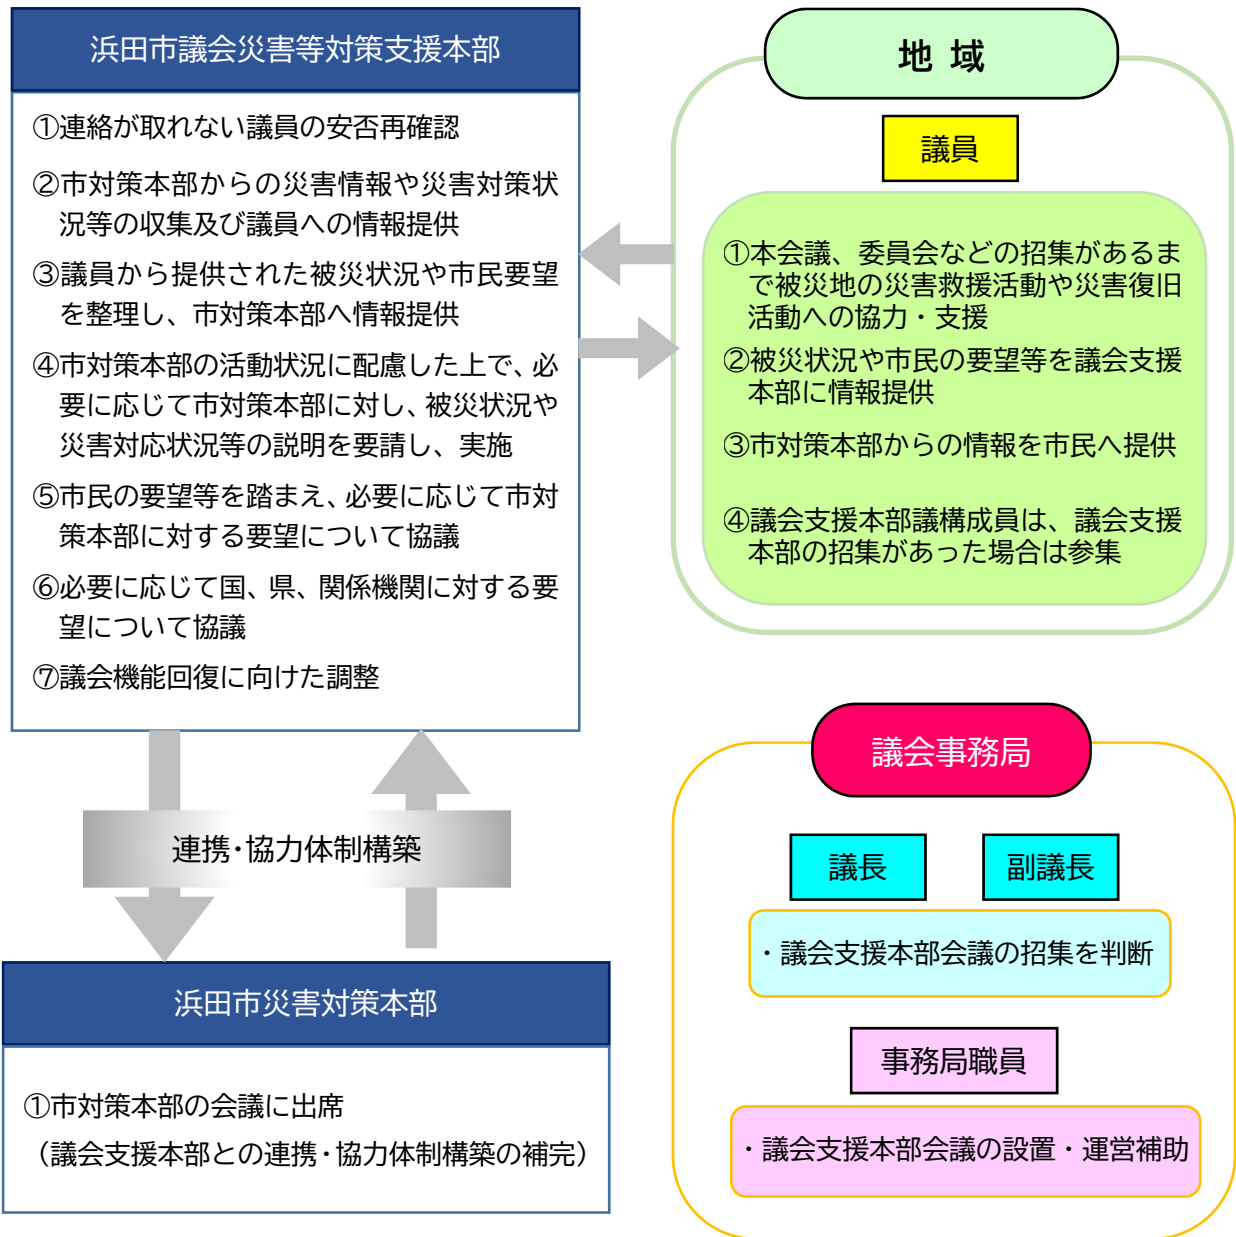 浜田市議会災害等対策支援本部
①連絡が取れない議員の安否再確認
②市対策本部からの災害情報や災害対策状
況等の収集及び議員への情報提供
③議員から提供された被災状況や市民要望
を整理し、市対策本部へ情報提供
④市対策本部の活動状況に配慮した上で、必
要に応じて市対策本部に対し、被災状況や
災害対応状況等の説明を要請し、実施
⑤市民の要望等を踏まえ、必要に応じて市対
策本部に対する要望について協議
⑥必要に応じて国、県、関係機関に対する要
望について協議
⑦議会機能回復に向けた調整
地 域
議員
①本会議、委員会などの招集があるま
で被災地の災害救援活動や災害復旧
活動への協力・支援
②被災状況や市民の要望等を議会支援
本部に情報提供
③市対策本部からの情報を市民へ提供
④議会支援本部議構成員は、議会支援
本部の招集があった場合は参集
連携・協力体制構築
浜田市災害対策本部
①市対策本部の会議に出席
（議会支援本部との連携・協力体制構築の補完）
議会事務局
議長
副議長
・議会支援本部会議の招集を判断
事務局職員
・議会支援本部会議の設置・運営補助